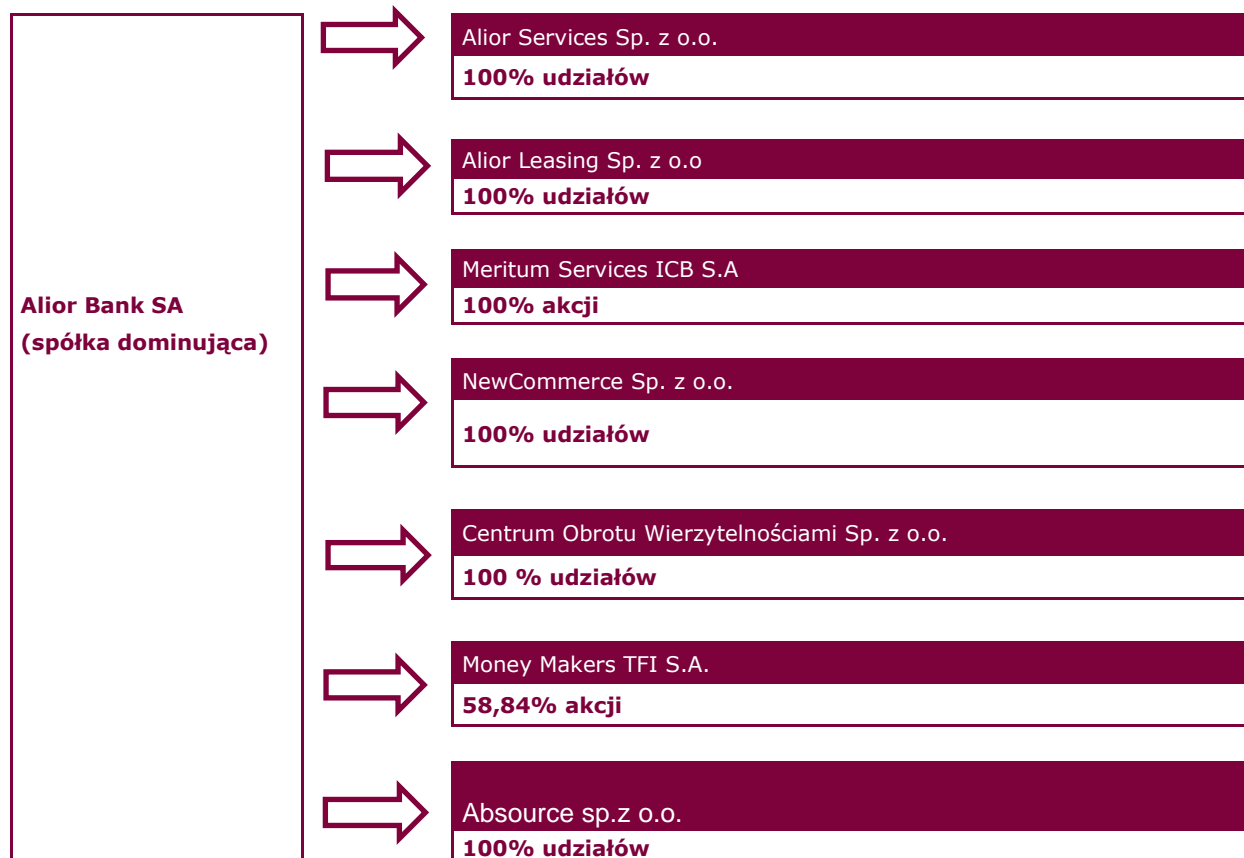 Alior Bank SA
(spółka dominująca)
Alior Services Sp. z o.o.
100% udziałów
Alior Leasing Sp. z o.o
100% udziałów
Meritum Services ICB S.A
100% akcji
NewCommerce Sp. z o.o.
100% udziałów
Centrum Obrotu Wierzytelnościami Sp. z o.o.
100 % udziałów
Money Makers TFI S.A.
58,84% akcji
Absource sp.z o.o.
100% udziałów